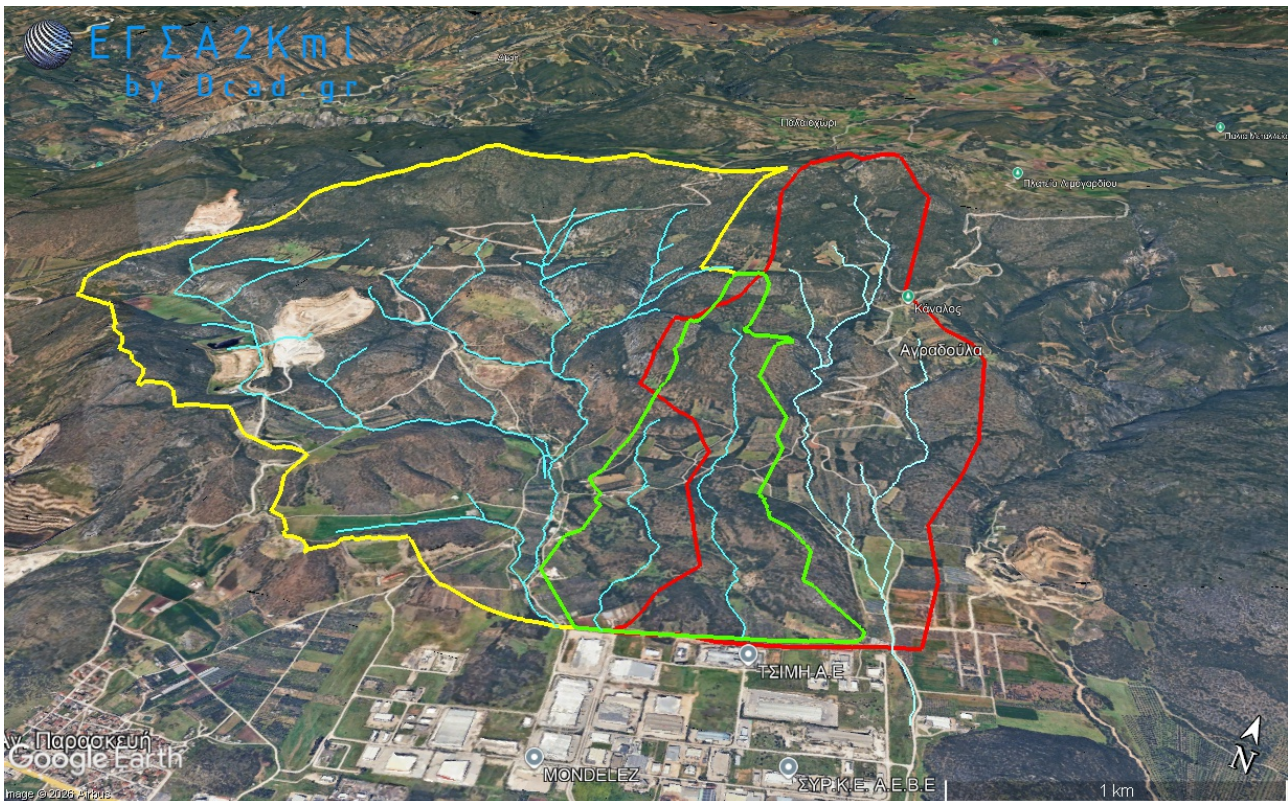 ΕΓΣΑ2Kml
by Dcad.gr
Παλαιοχώρι
Πλατεία Λιμογαρδίου
Κάναλος
Αγραδούλα
ΤΣΙΜΗ Α.Ε
Αγ. Παρασκευή
Google Earth
MONDELEZ
ΣΥΡ.Κ.Ε. Α.Ε.Β.Ε
N
1 km
Image © 2026 Airbus